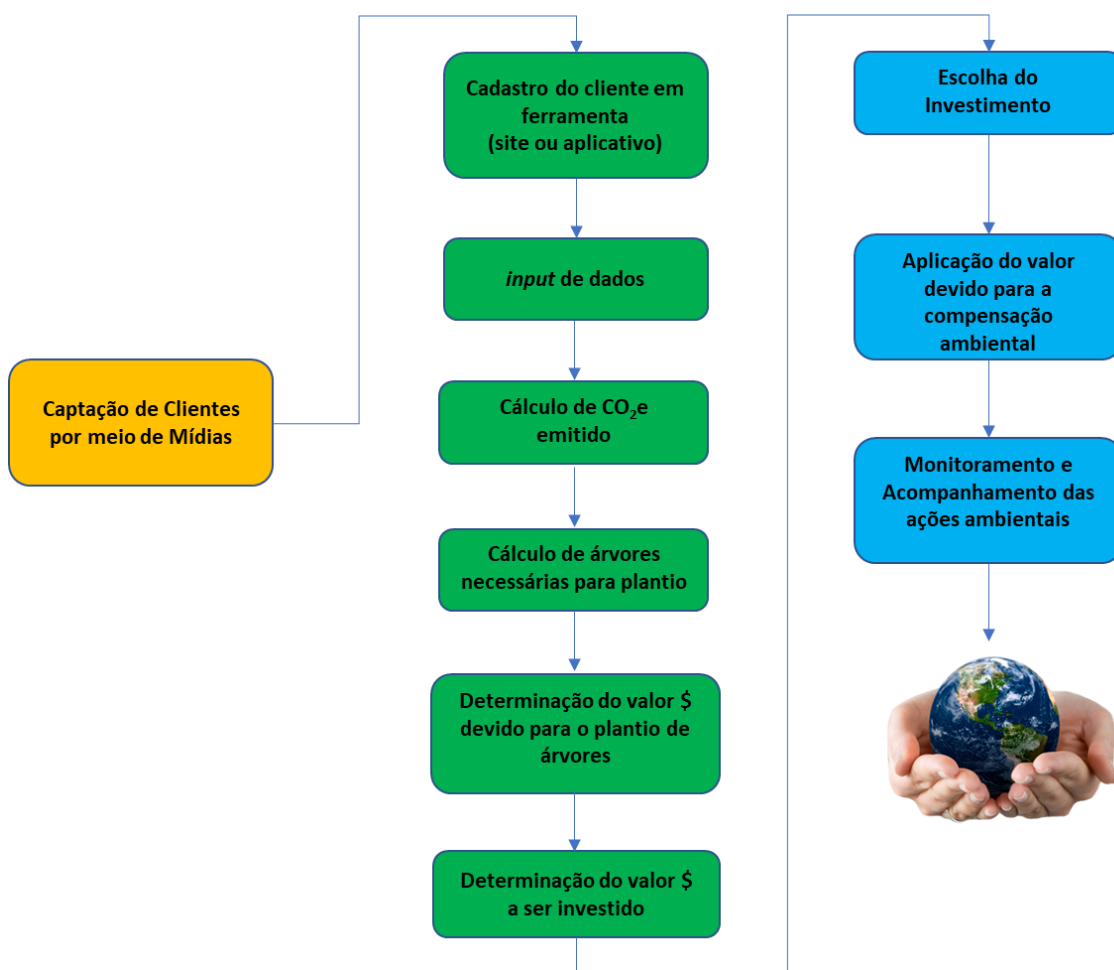 Captação de Clientes
por meio de Mídias
Cadastro do cliente em
ferramenta
(site ou aplicativo)
input de dados
Cálculo de CO₂e
emitido
Cálculo de árvores
necessárias para plantio
Determinação do valor $
devido para o plantio de
árvores
Determinação do valor $
a ser investido
Escolha do
Investimento
Aplicação do valor
devido para a
compensação
ambiental
Monitoramento e
Acompanhamento das
ações ambientais